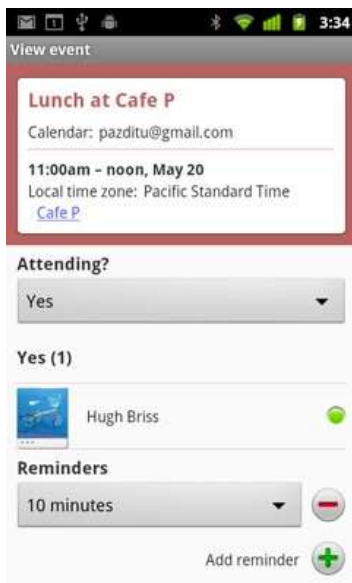 3:34
View event
Lunch at Cafe P
Calendar: pazditu@gmail.com
11:00am – noon, May 20
Local time zone: Pacific Standard Time
Cafe P
Attending?
Yes
Yes (1)
Hugh Briss
Reminders
10 minutes
Add reminder